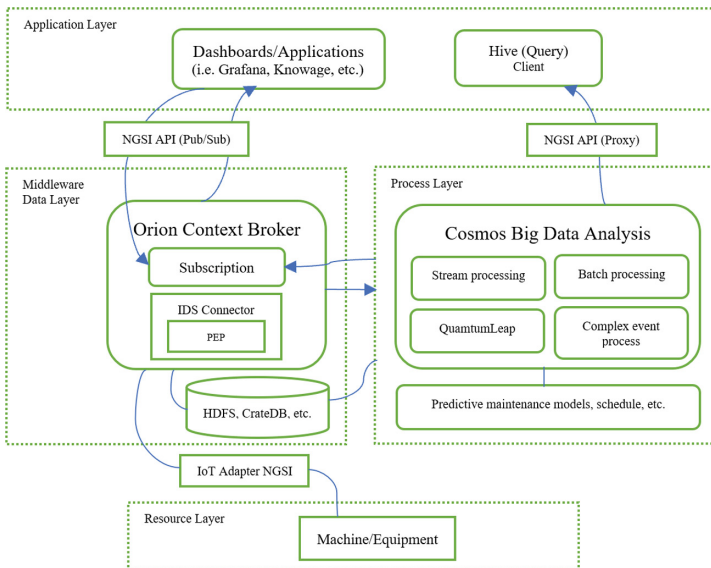 Application Layer
Dashboards/Applications
(i.e. Grafana, Knowage, etc.)
Hive (Query)
Client
NGSI API (Pub/Sub)
NGSI API (Proxy)
Middleware
Data Layer
Process Layer
Orion Context Broker
Subscription
IDS Connector
PEP
HDFS, CrateDB, etc.
Cosmos Big Data Analysis
Stream processing
Batch processing
QuamtumLeap
Complex event
process
Predictive maintenance models, schedule, etc.
IoT Adapter NGSI
Resource Layer
Machine/Equipment